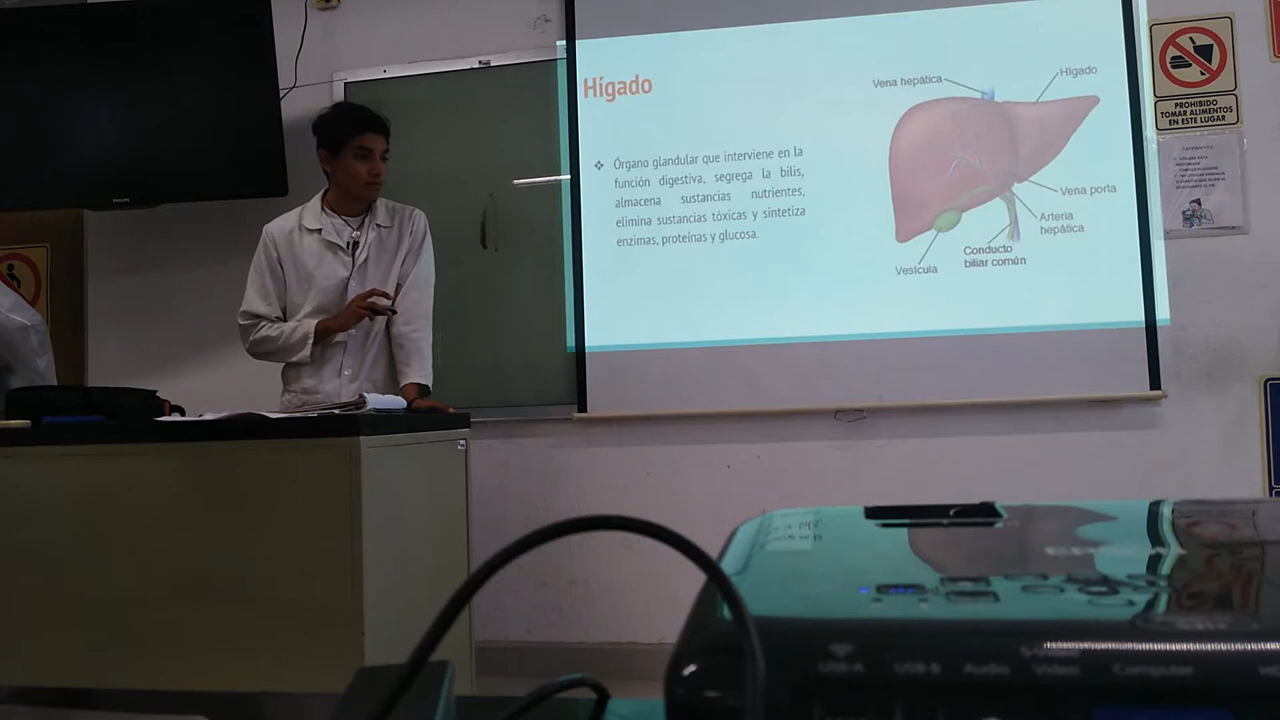 PHILIPS
Hígado
Órgano glandular que interviene en la
función digestiva, segrega la bilis,
almacena sustancias nutrientes,
elimina sustancias tóxicas y sintetiza
enzimas, proteínas y glucosa.
Vena hepática
Hígado
Vena porta
Arteria
hepática
Conducto
biliar común
Vesícula
PROHIBIDO
TOMAR ALIMENTOS
EN ESTE LUGAR
USB-A
USB-B
Audio
Video
Computer